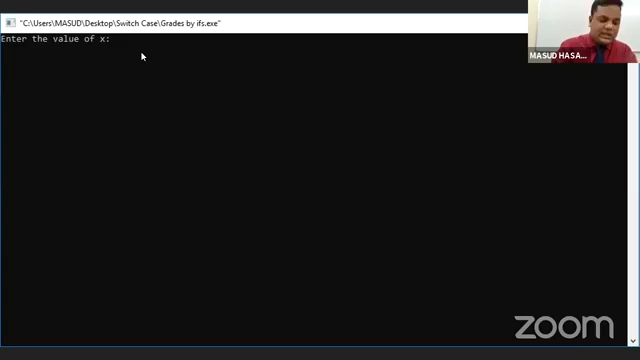 "C:\Users\MASUD\Desktop\Switch Case\Grades by ifs.exe"
Enter the value of x:
MASUD HASA...
zoom